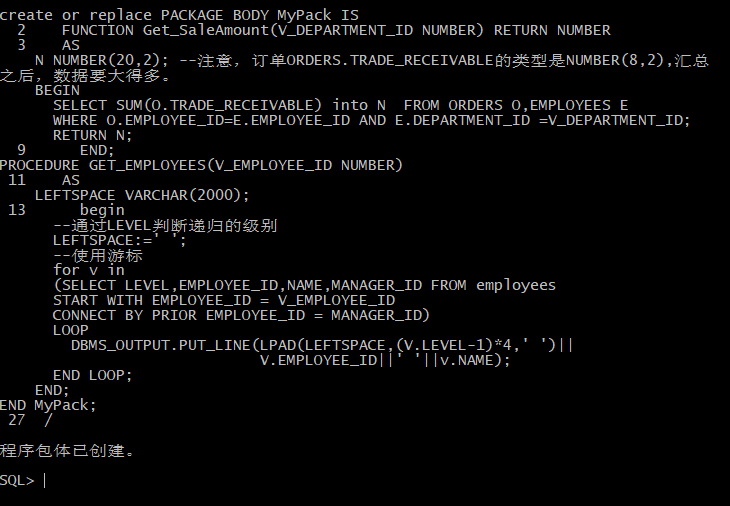 create or replace PACKAGE BODY MyPack IS
  2    FUNCTION Get_SaleAmount(V_DEPARTMENT_ID NUMBER) RETURN NUMBER
  3    AS
    N NUMBER(20,2); --注意，订单ORDERS.TRADE_RECEIVABLE的类型是NUMBER(8,2),汇总
之后，数据要大得多。
    BEGIN
      SELECT SUM(O.TRADE_RECEIVABLE) into N  FROM ORDERS O,EMPLOYEES E
      WHERE O.EMPLOYEE_ID=E.EMPLOYEE_ID AND E.DEPARTMENT_ID =V_DEPARTMENT_ID;
      RETURN N;
  9      END;
PROCEDURE GET_EMPLOYEES(V_EMPLOYEE_ID NUMBER)
 11    AS
    LEFTSPACE VARCHAR(2000);
 13      begin
      --通过LEVEL判断递归的级别
      LEFTSPACE:=' ';
      --使用游标
      for v in
      (SELECT LEVEL,EMPLOYEE_ID,NAME,MANAGER_ID FROM employees
      START WITH EMPLOYEE_ID = V_EMPLOYEE_ID
      CONNECT BY PRIOR EMPLOYEE_ID = MANAGER_ID)
      LOOP
        DBMS_OUTPUT.PUT_LINE(LPAD(LEFTSPACE,(V.LEVEL-1)*4,' ')||
                             V.EMPLOYEE_ID||' '||v.NAME);
      END LOOP;
    END;
END MyPack;
 27  /
程序包体已创建。
SQL>